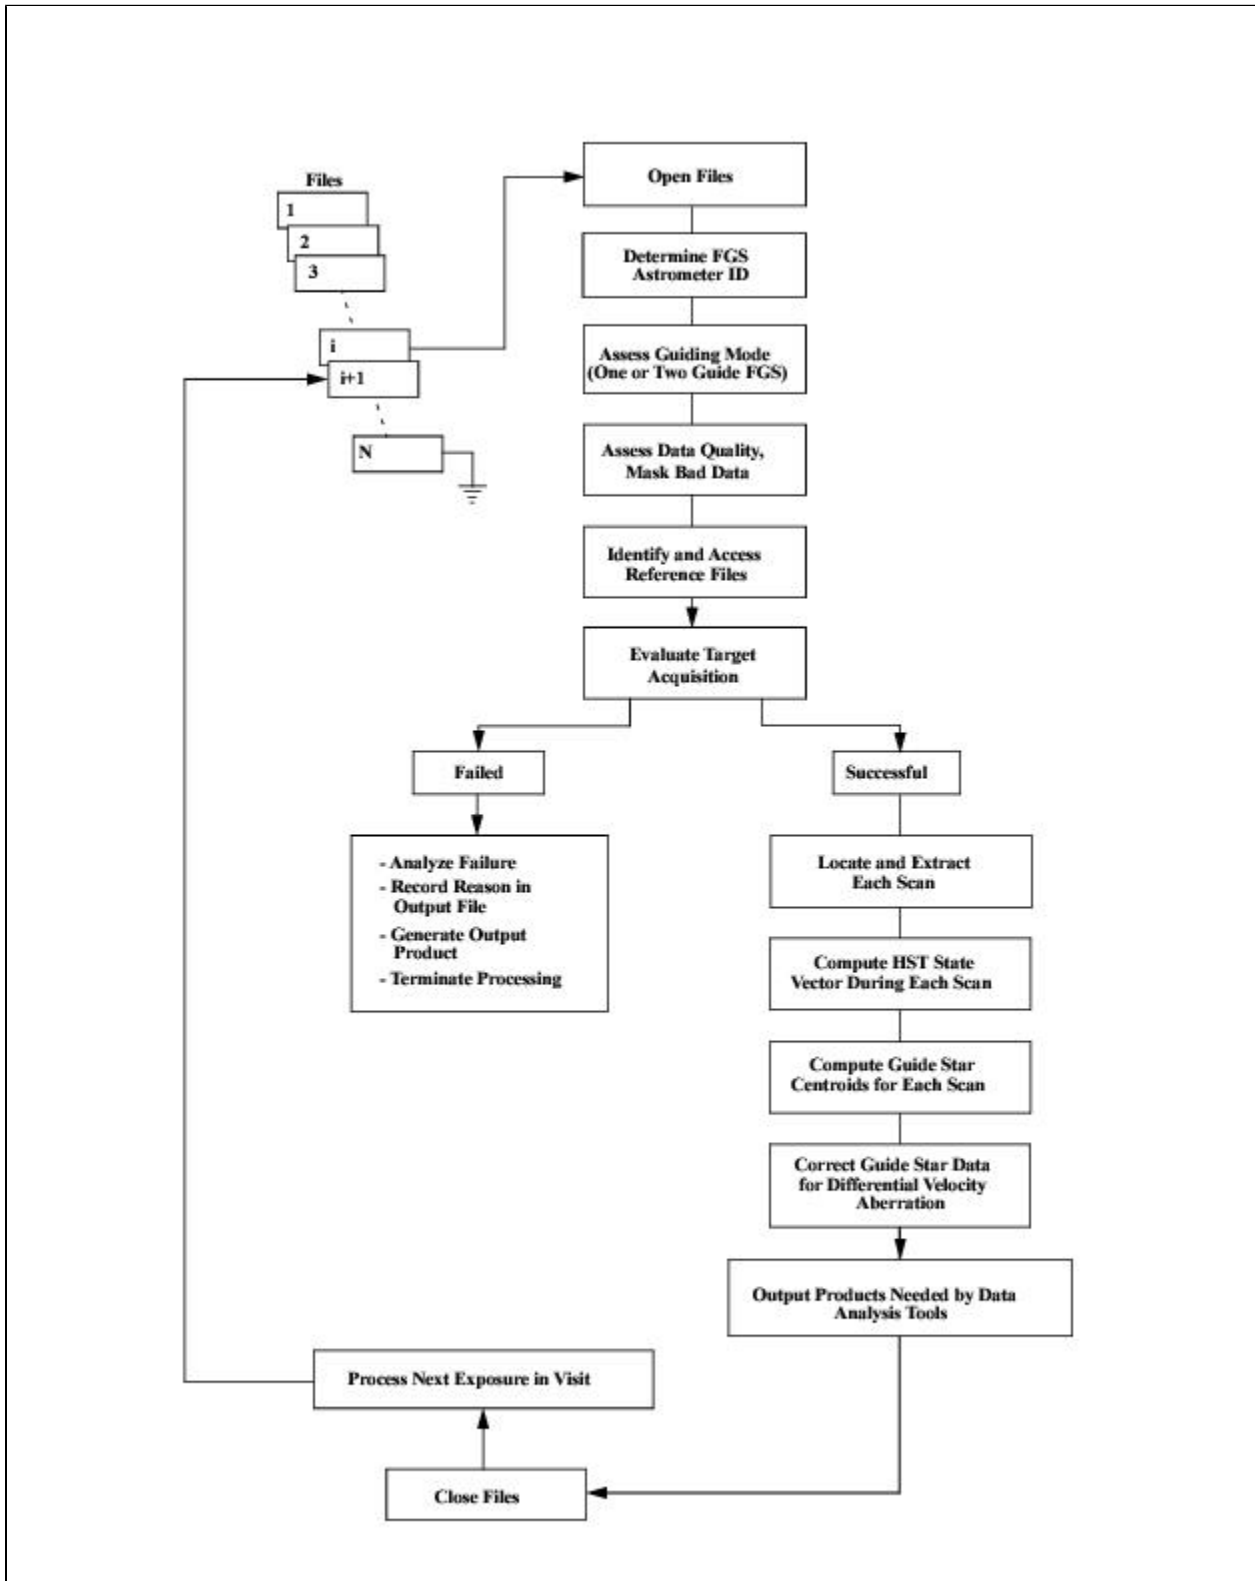 Files
1
2
3
i
i+1
N
Open Files
Determine FGS
Astrometer ID
Assess Guiding Mode
(One or Two Guide FGS)
Assess Data Quality,
Mask Bad Data
Identify and Access
Reference Files
Evaluate Target
Acquisition
Failed
Successful
- Analyze Failure
- Record Reason in
Output File
- Generate Output
Product
- Terminate Processing
Locate and Extract
Each Scan
Compute HST State
Vector During Each Scan
Compute Guide Star
Centroids for Each Scan
Correct Guide Star Data
for Differential Velocity
Aberration
Output Products Needed by Data
Analysis Tools
Process Next Exposure in Visit
Close Files